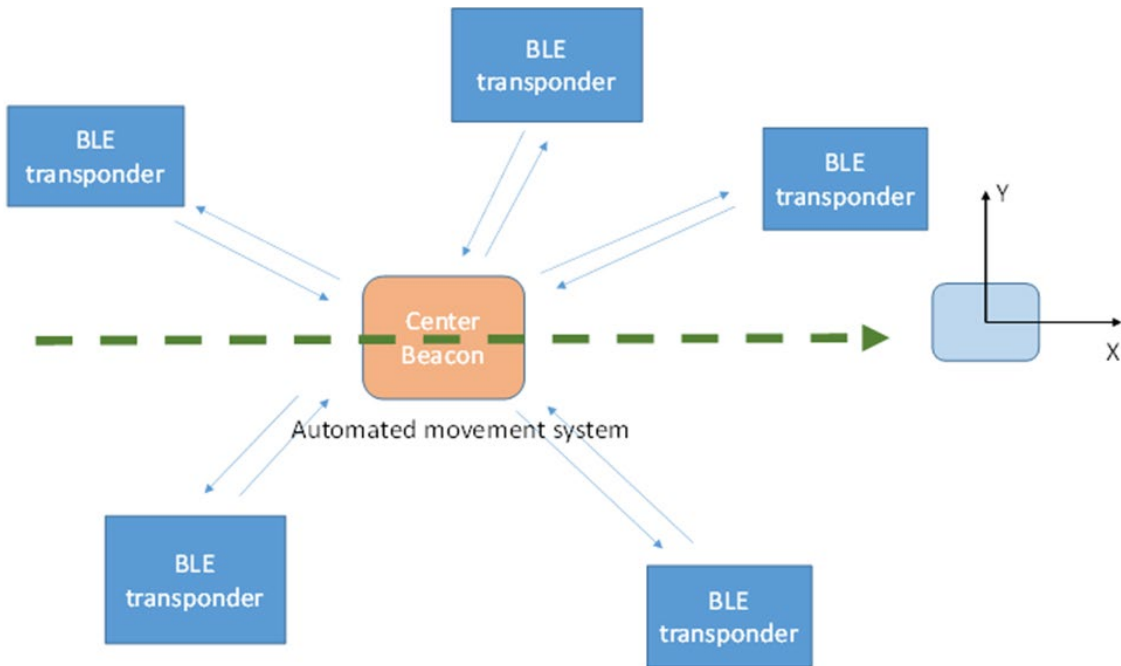 BLE
transponder
BLE
transponder
BLE
transponder
Y
Center
Beacon
X
Automated movement system
BLE
transponder
BLE
transponder